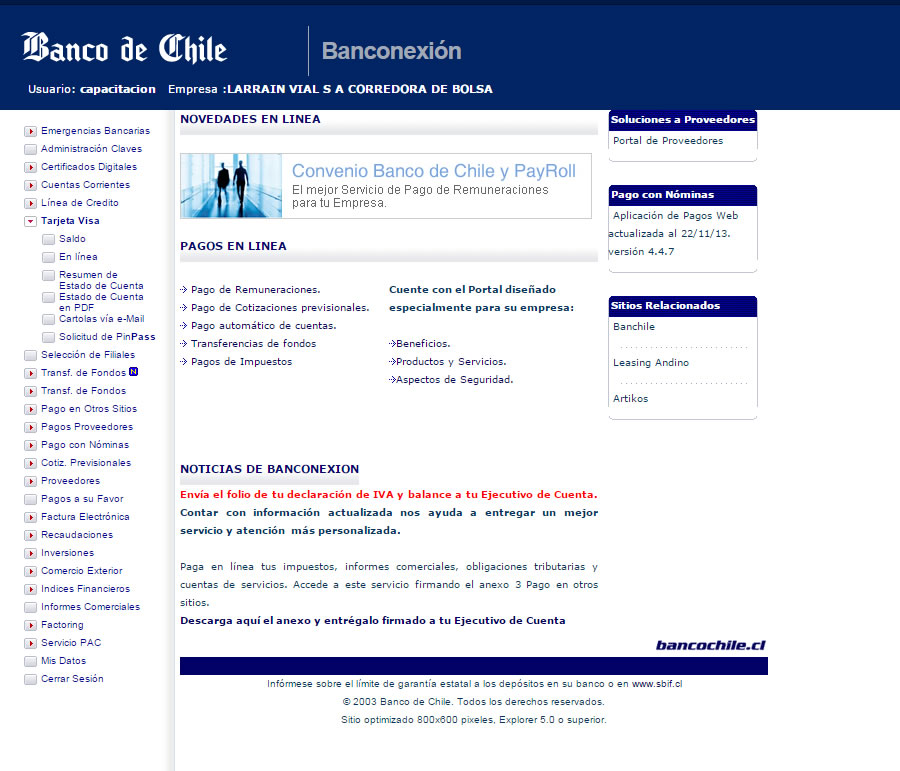 Banco de Chile
Banconexión
Usuario: capacitacion Empresa :LARRAIN VIAL S A CORREDORA DE BOLSA
Emergencias Bancarias
Administración Claves
Certificados Digitales
Cuentas Corrientes
Línea de Credito
Tarjeta Visa
Saldo
En línea
Resumen de
Estado de Cuenta
Estado de Cuenta
en PDF
Cartolas vía e-Mail
Solicitud de PinPass
Selección de Filiales
Transf. de Fondos N
Transf. de Fondos
Pago en Otros Sitios
Pagos Proveedores
Pago con Nóminas
Cotiz. Previsionales
Proveedores
Pagos a su Favor
Factura Electrónica
Recaudaciones
Inversiones
Comercio Exterior
Indices Financieros
Informes Comerciales
Factoring
Servicio PAC
Mis Datos
Cerrar Sesión
NOVEDADES EN LINEA
Convenio Banco de Chile y PayRoll
El mejor Servicio de Pago de Remuneraciones
para tu Empresa.
PAGOS EN LINEA
Pago de Remuneraciones.
Pago de Cotizaciones previsionales.
Pago automático de cuentas.
Transferencias de fondos
Pagos de Impuestos
Cuente con el Portal diseñado
especialmente para su empresa:
Beneficios.
Productos y Servicios.
Aspectos de Seguridad.
NOTICIAS DE BANCONEXION
Envía el folio de tu declaración de IVA y balance a tu Ejecutivo de Cuenta.
Contar con información actualizada nos ayuda a entregar un mejor
servicio y atención más personalizada.
Paga en línea tus impuestos, informes comerciales, obligaciones tributarias y
cuentas de servicios. Accede a este servicio firmando el anexo 3 Pago en otros
sitios.
Descarga aquí el anexo y entrégalo firmado a tu Ejecutivo de Cuenta
Soluciones a Proveedores
Portal de Proveedores
Pago con Nóminas
Aplicación de Pagos Web
actualizada al 22/11/13.
versión 4.4.7
Sitios Relacionados
Banchile
Leasing Andino
Artikos
bancochile.cl
Infórmese sobre el límite de garantía estatal a los depósitos en su banco o en www.sbif.cl
© 2003 Banco de Chile. Todos los derechos reservados.
Sitio optimizado 800x600 pixeles, Explorer 5.0 o superior.